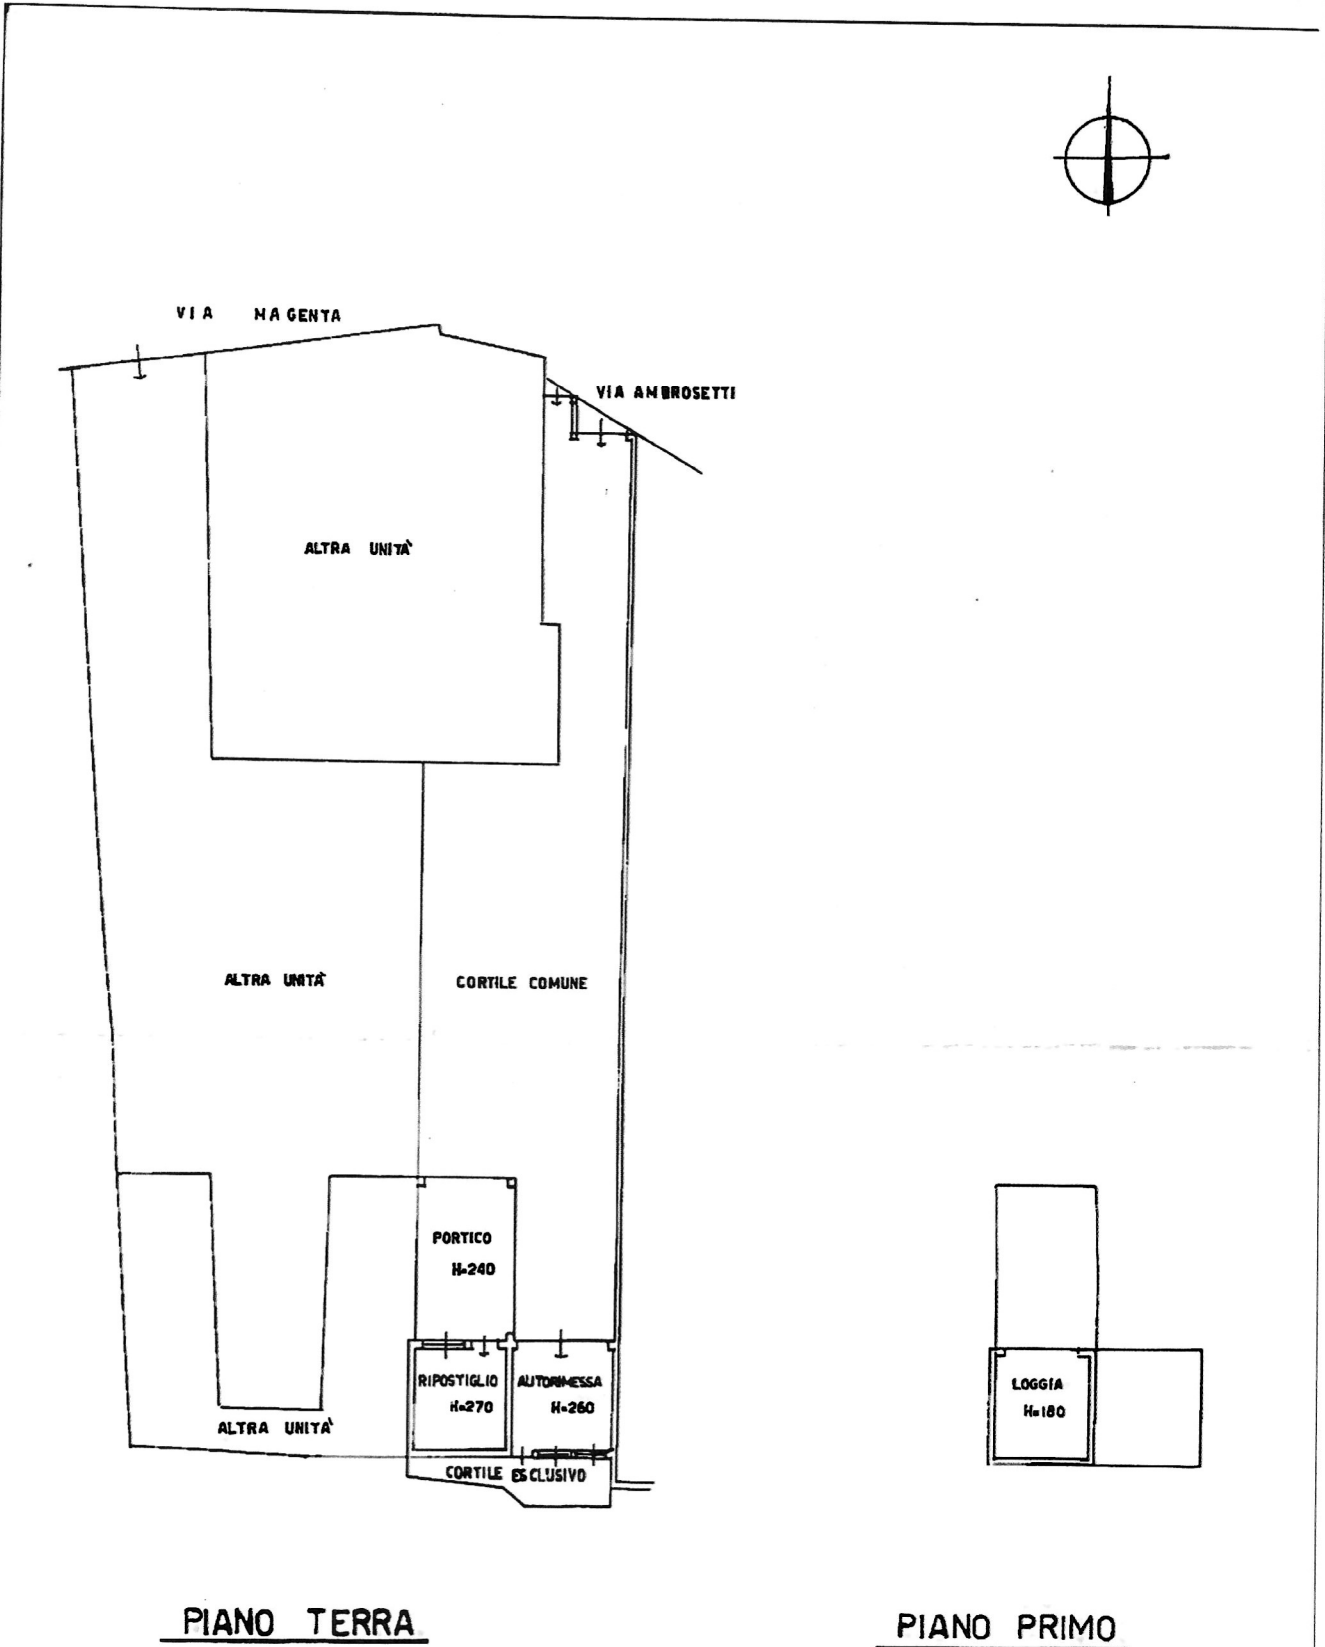 VIA MAGENTA
VIA AMBROSETTI
ALTRA UNITÀ
ALTRA UNITÀ
CORTILE COMUNE
PORTICO
H=240
RIPOSTIGLIO
H=270
AUTORIMESSA
H=260
ALTRA UNITÀ
CORTILE ESCLUSIVO
LOGGIA
H=180
PIANO TERRA
PIANO PRIMO